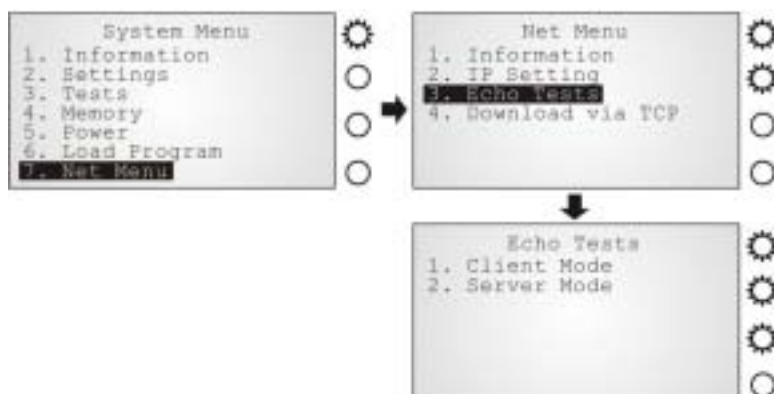 System Menu
1. Information
2. Settings
3. Tests
4. Memory
5. Power
6. Load Program
7. Net Menu
Net Menu
1. Information
2. IP Setting
3. Echo Tests
4. Download via TCP
Echo Tests
1. Client Mode
2. Server Mode